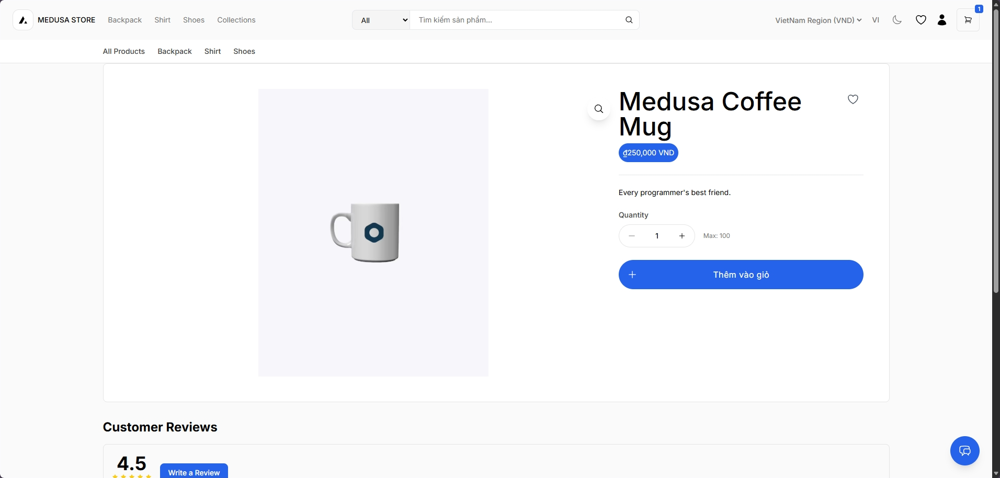 MEDUSA STORE Backpack Shirt Shoes Collections All Tìm kiếm sản phẩm... VietNam Region (VND) VI 1
All Products Backpack Shirt Shoes
Medusa Coffee
Mug
₫250,000 VND
Every programmer's best friend.
Quantity
1 Max: 100
Thêm vào giỏ
Customer Reviews
4.5
Write a Review